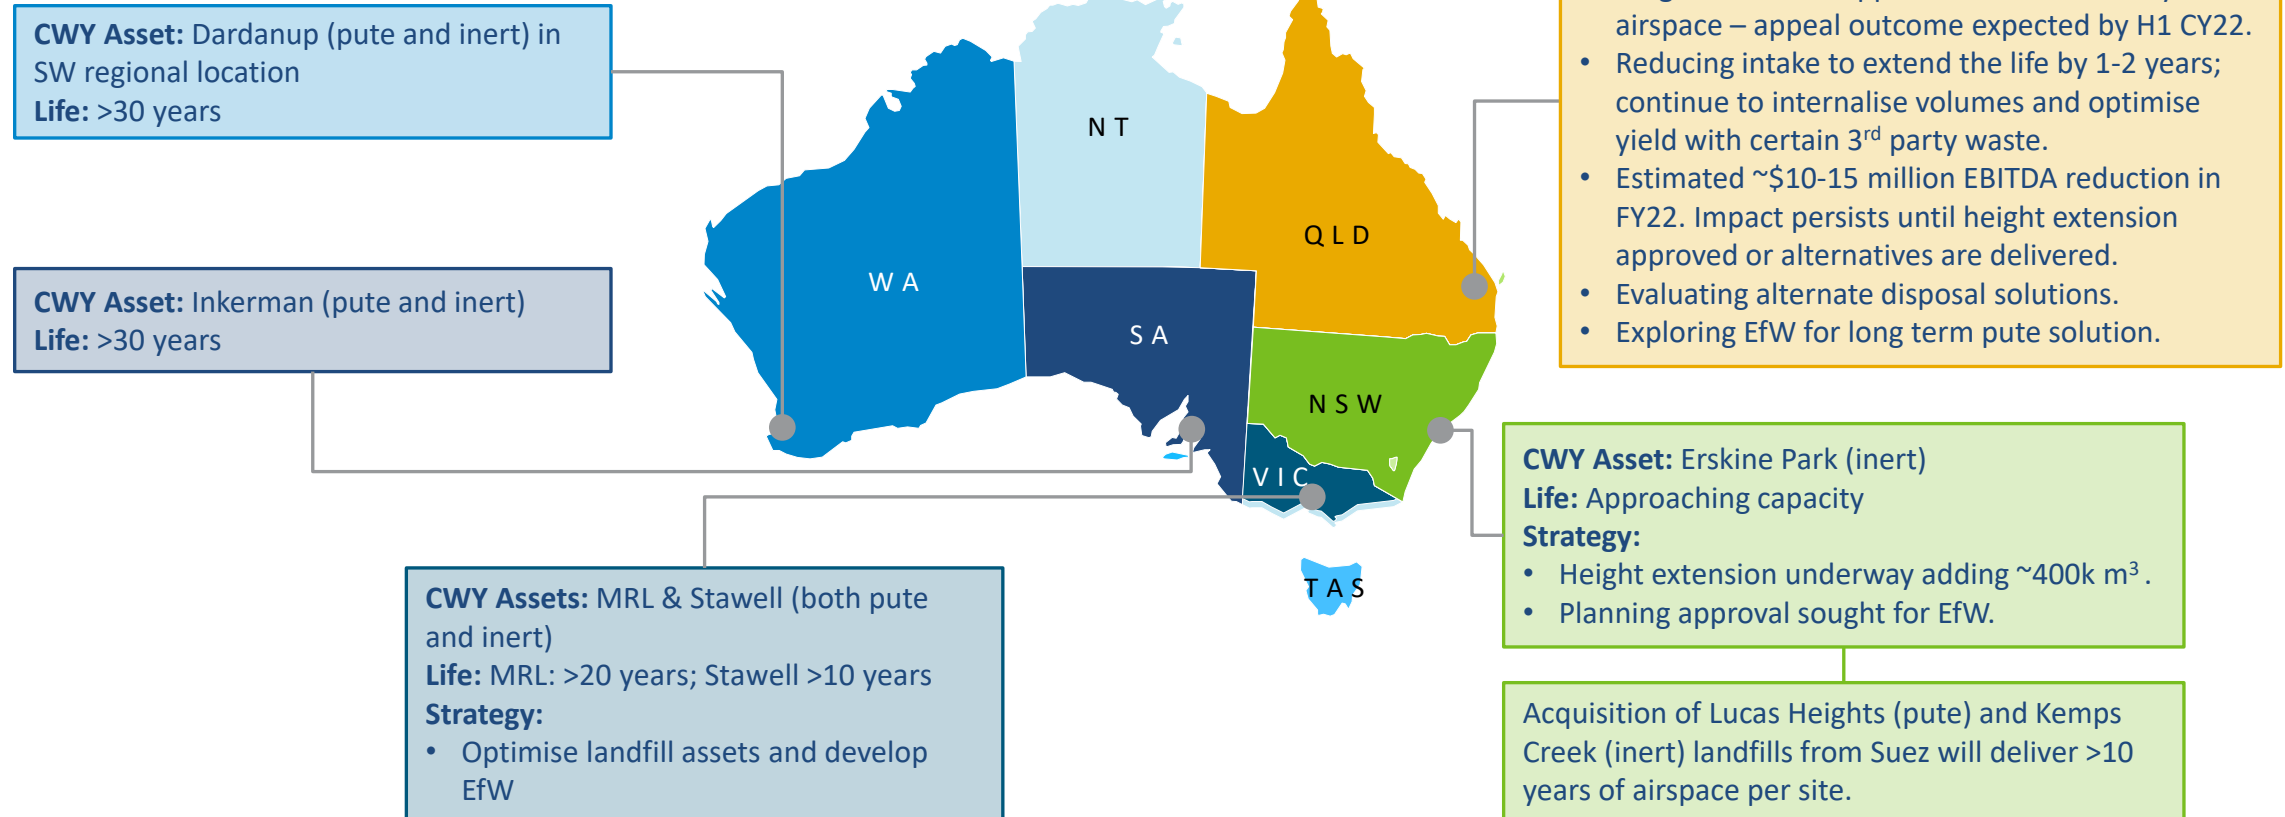 CWY Asset: Dardanup (pute and inert) in
SW regional location
Life: >30 years
CWY Asset: Inkerman (pute and inert)
Life: >30 years
CWY Assets: MRL & Stawell (both pute
and inert)
Life: MRL: >20 years; Stawell >10 years
Strategy:
• Optimise landfill assets and develop
EfW
WA
NT
SA
QLD
NSW
VIC
TAS
airspace – appeal outcome expected by H1 CY22.
• Reducing intake to extend the life by 1-2 years;
continue to internalise volumes and optimise
yield with certain 3rd party waste.
• Estimated ~$10-15 million EBITDA reduction in
FY22. Impact persists until height extension
approved or alternatives are delivered.
• Evaluating alternate disposal solutions.
• Exploring EfW for long term pute solution.
CWY Asset: Erskine Park (inert)
Life: Approaching capacity
Strategy:
• Height extension underway adding ~400k m³.
• Planning approval sought for EfW.
Acquisition of Lucas Heights (pute) and Kemps
Creek (inert) landfills from Suez will deliver >10
years of airspace per site.